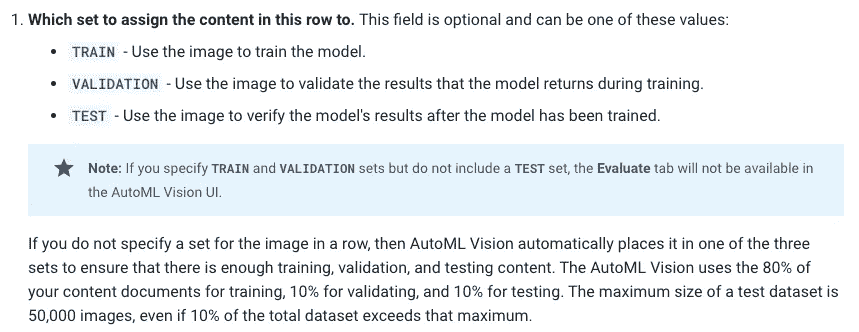 1. Which set to assign the content in this row to. This field is optional and can be one of these values:
• TRAIN - Use the image to train the model.
• VALIDATION - Use the image to validate the results that the model returns during training.
• TEST - Use the image to verify the model's results after the model has been trained.
Note: If you specify TRAIN and VALIDATION sets but do not include a TEST set, the Evaluate tab will not be available in
the AutoML Vision UI.
If you do not specify a set for the image in a row, then AutoML Vision automatically places it in one of the three
sets to ensure that there is enough training, validation, and testing content. The AutoML Vision uses the 80% of
your content documents for training, 10% for validating, and 10% for testing. The maximum size of a test dataset is
50,000 images, even if 10% of the total dataset exceeds that maximum.